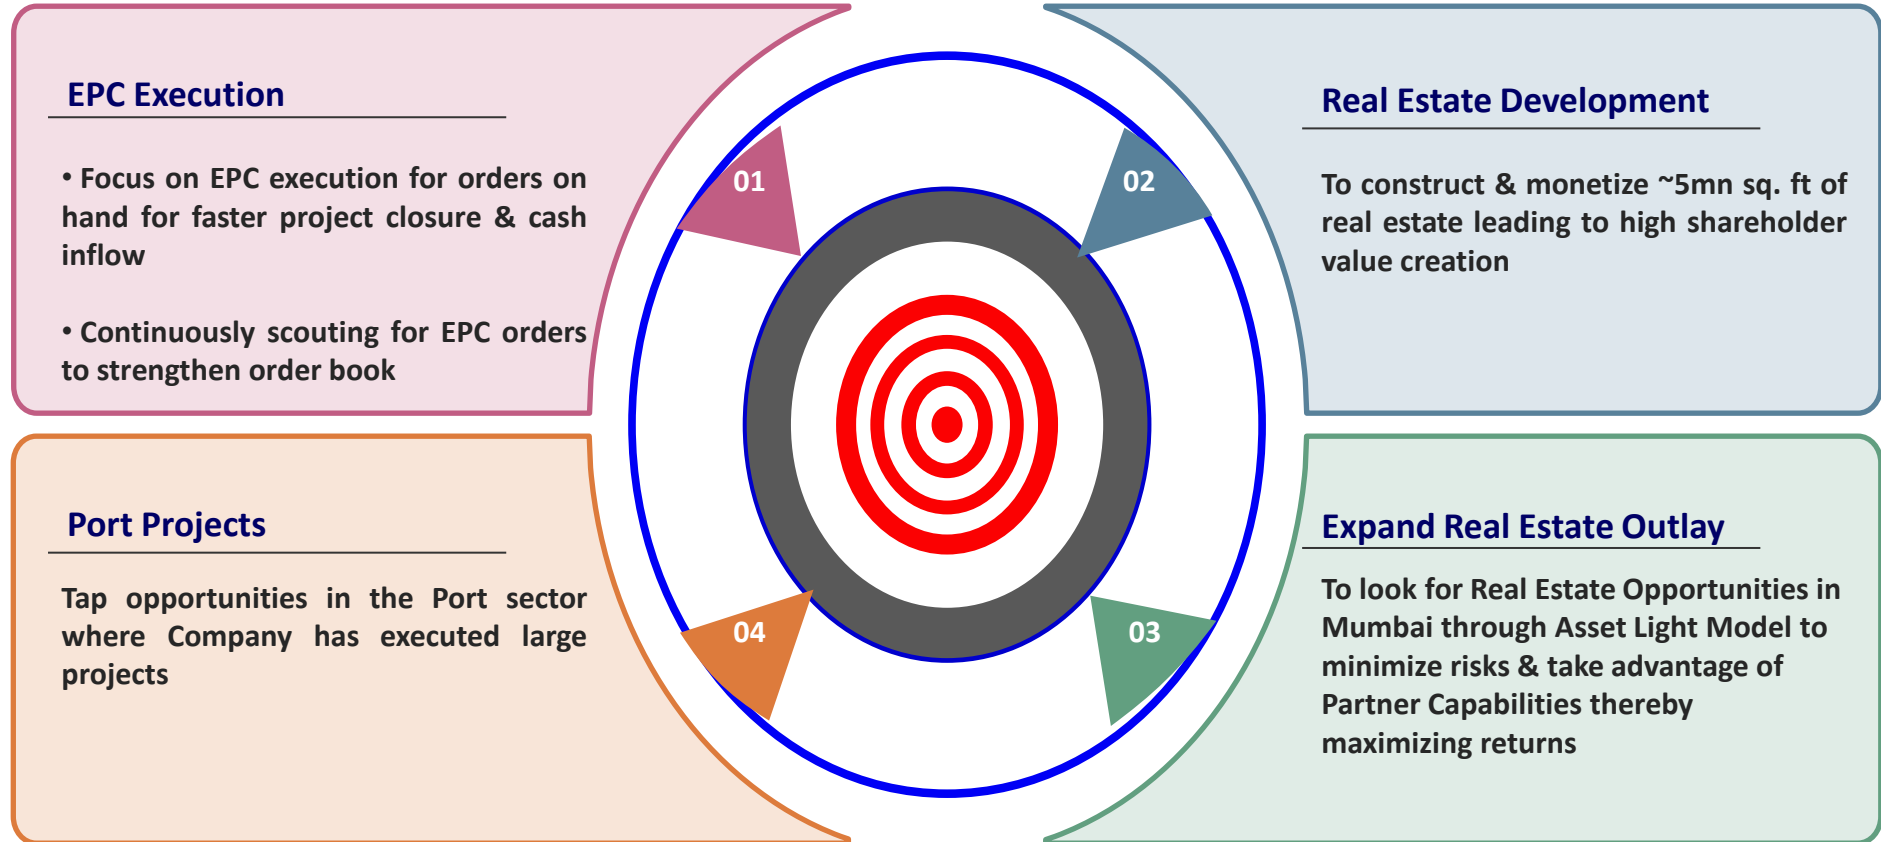 EPC Execution
• Focus on EPC execution for orders on
hand for faster project closure & cash
inflow
• Continuously scouting for EPC orders
to strengthen order book
01
02
Real Estate Development
To construct & monetize ~5mn sq. ft of
real estate leading to high shareholder
value creation
Port Projects
Tap opportunities in the Port sector
where Company has executed large
projects
04
03
Expand Real Estate Outlay
To look for Real Estate Opportunities in
Mumbai through Asset Light Model to
minimize risks & take advantage of
Partner Capabilities thereby
maximizing returns